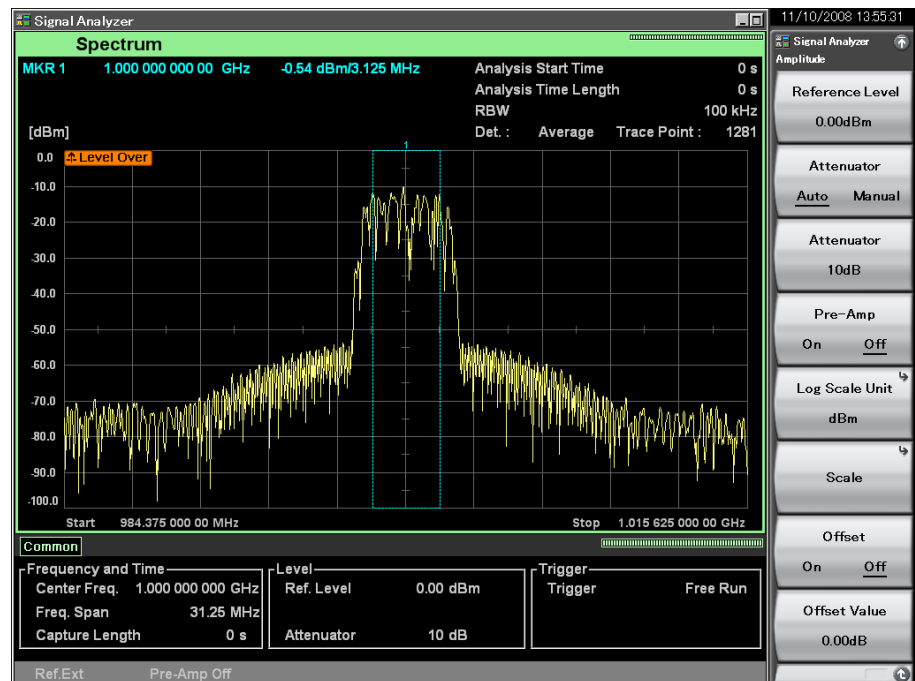 Signal Analyzer
11/10/2008 13:55:31
Spectrum
MKR 1 1.000 000 000 00 GHz -0.54 dBm/3.125 MHz
Analysis Start Time 0 s
Analysis Time Length 0 s
RBW 100 kHz
[dBm]
Det. : Average Trace Point : 1281
1
0.0
Level Over
-10.0
-20.0
-30.0
-40.0
-50.0
-60.0
-70.0
-80.0
-90.0
-100.0
Start 984.375 000 00 MHz
Stop 1.015 625 000 00 GHz
Common
Frequency and Time
Center Freq. 1.000 000 000 GHz
Freq. Span 31.25 MHz
Capture Length 0 s
Level
Ref. Level 0.00 dBm
Attenuator 10 dB
Trigger
Trigger Free Run
Ref.Ext Pre-Amp Off
Signal Analyzer
Amplitude
Reference Level
0.00dBm
Attenuator
Auto Manual
Attenuator
10dB
Pre-Amp
On Off
Log Scale Unit
dBm
Scale
Offset
On Off
Offset Value
0.00dB